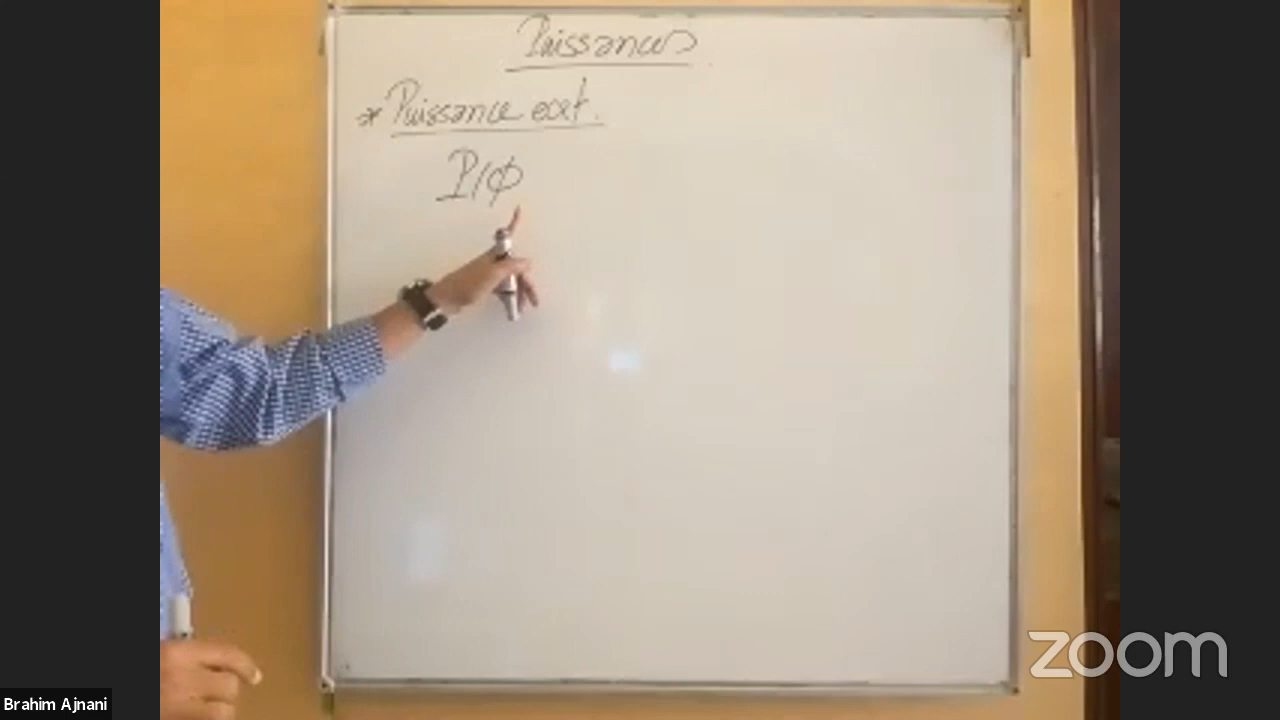 Puissances
* Puissance ext.
P/φ
zoom
Brahim Ajnani